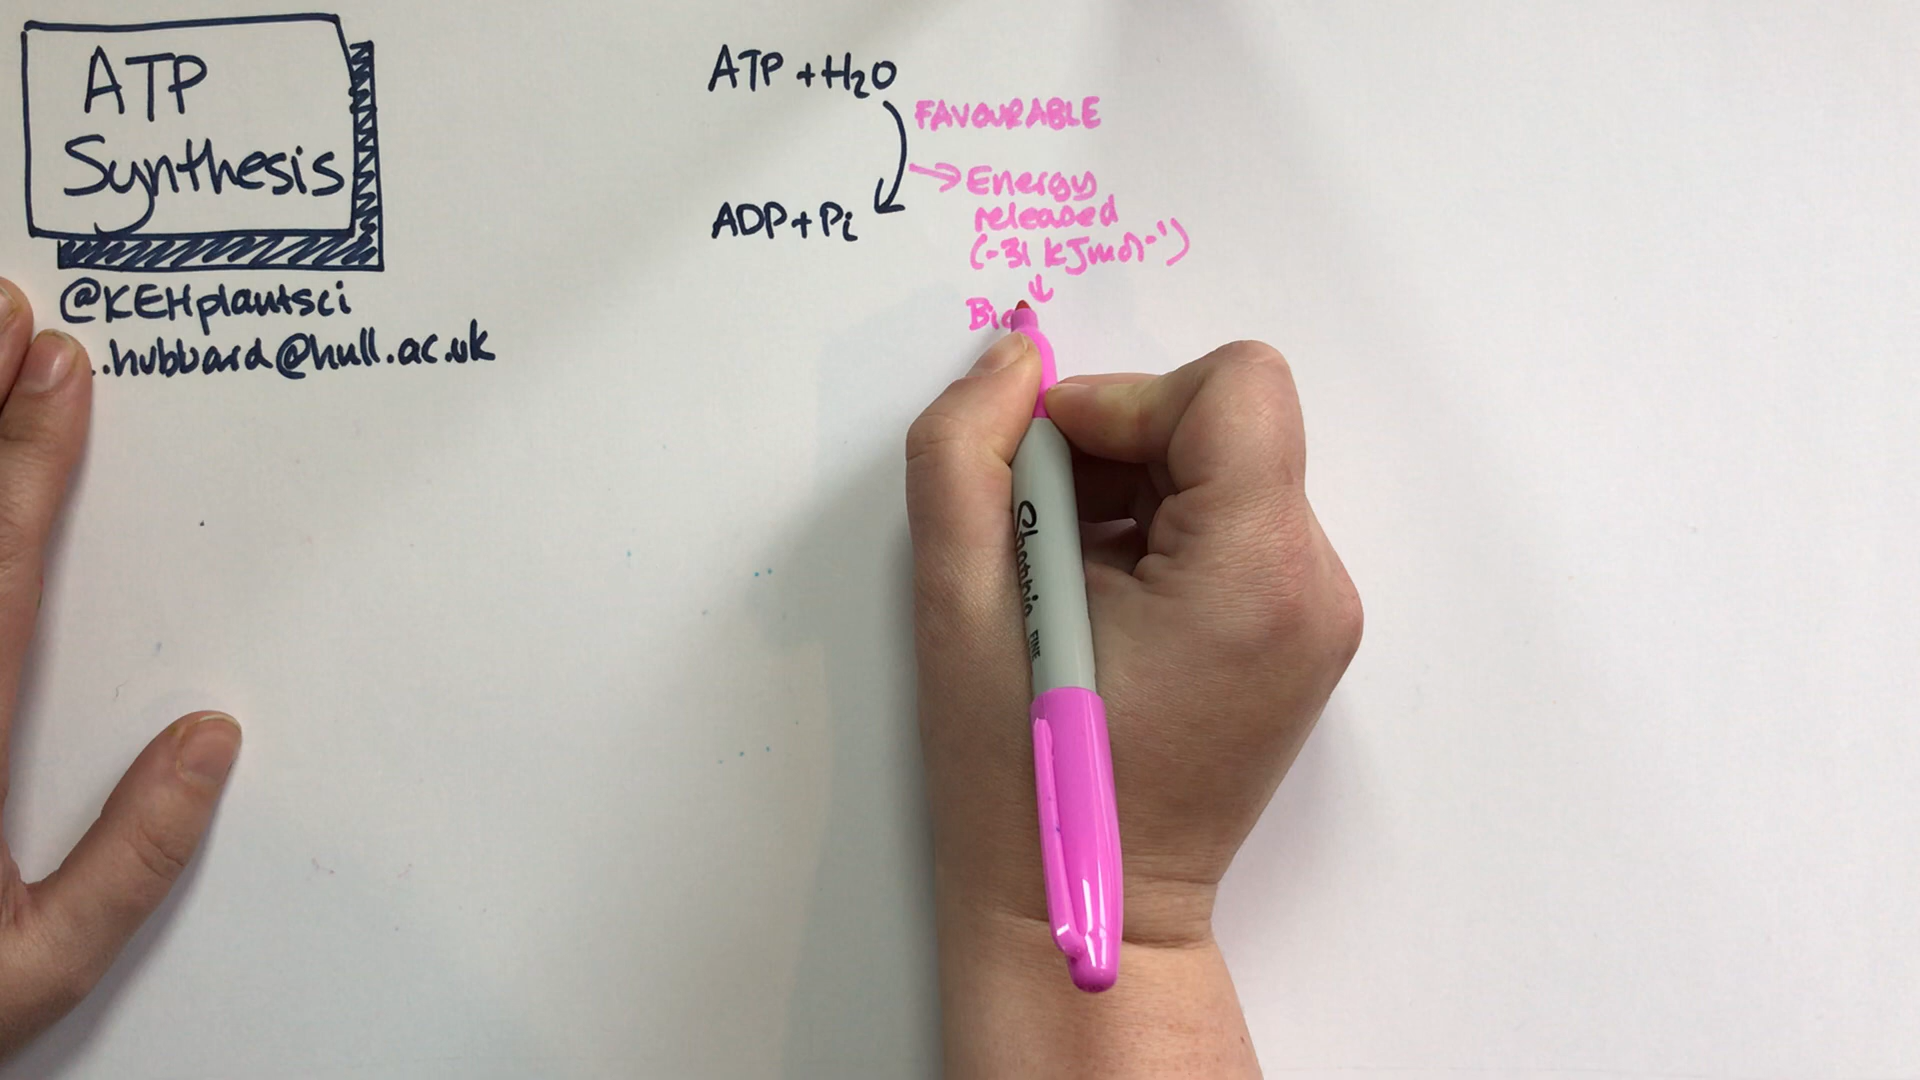 ATP
Synthesis
@KEHplantsci
.hubbard@hull.ac.uk
ATP + H2O
FAVOURABLE
Energy
released
(-31 kJmol-1)
ADP + Pi
Bio
Sharpie FINE